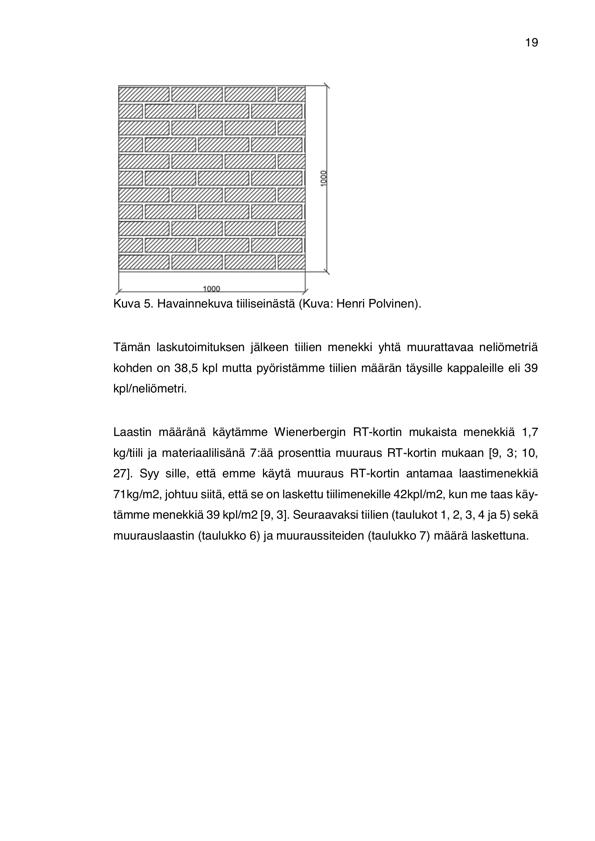 19
1000
1000
Kuva 5. Havainnekuva tiiliseinästä (Kuva: Henri Polvinen).
Tämän laskutoimituksen jälkeen tiilien menekki yhtä muurattavaa neliömetriä
kohden on 38,5 kpl mutta pyöristämme tiilien määrän täysille kappaleille eli 39
kpl/neliömetri.
Laastin määränä käytämme Wienerbergin RT-kortin mukaista menekkiä 1,7
kg/tiili ja materiaalilisänä 7:ää prosenttia muuraus RT-kortin mukaan [9, 3; 10,
27]. Syy sille, että emme käytä muuraus RT-kortin antamaa laastimenekkiä
71kg/m2, johtuu siitä, että se on laskettu tiilimenekille 42kpl/m2, kun me taas käy-
tämme menekkiä 39 kpl/m2 [9, 3]. Seuraavaksi tiilien (taulukot 1, 2, 3, 4 ja 5) sekä
muurauslaastin (taulukko 6) ja muuraussiteiden (taulukko 7) määrä laskettuna.